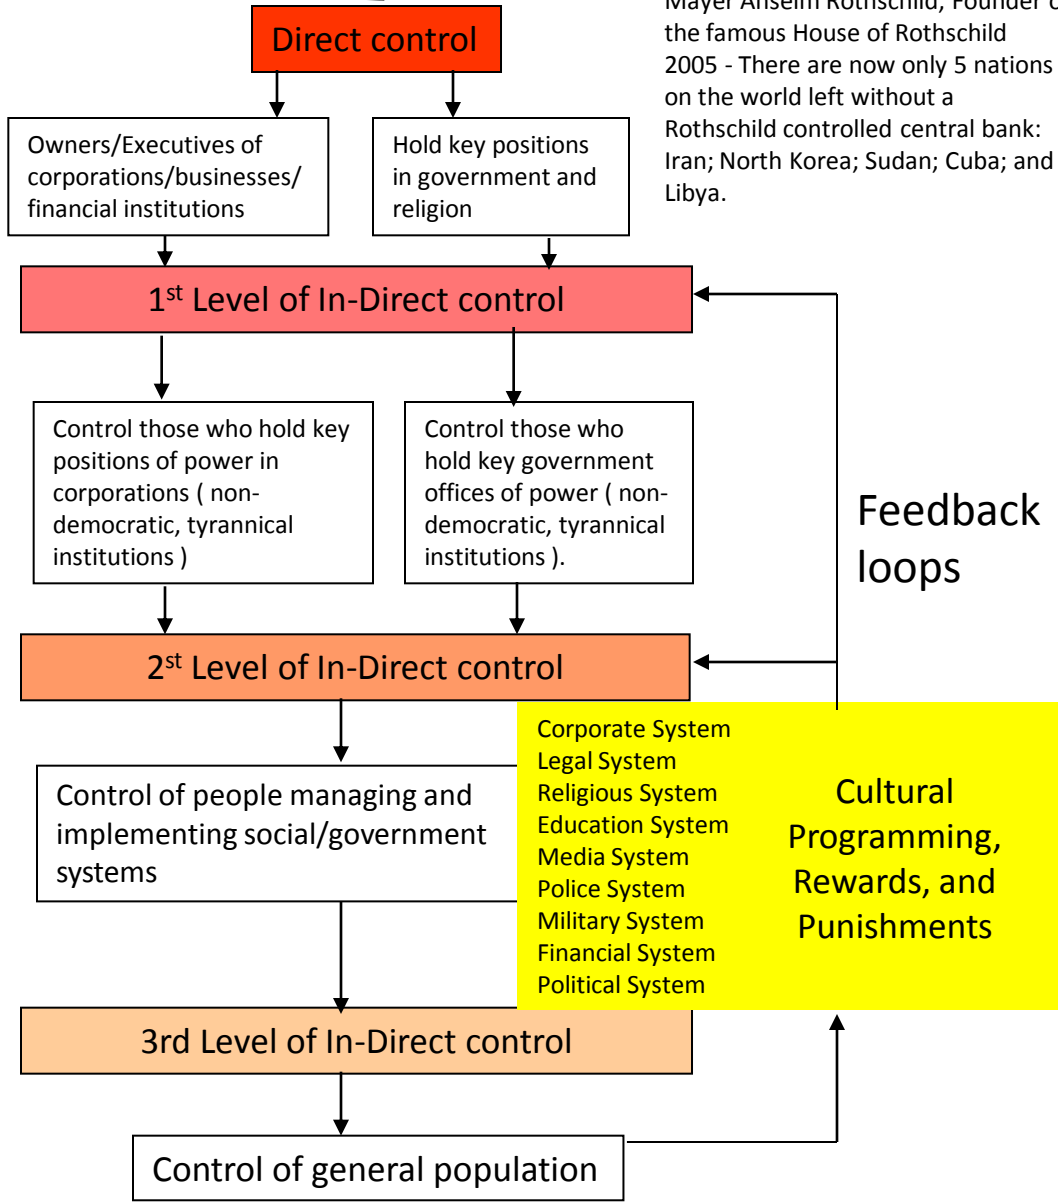 Mayer Anselm Rothschild, Founder
the famous House of Rothschild
2005 - There are now only 5 nations
on the world left without a
Rothschild controlled central bank:
Iran; North Korea; Sudan; Cuba; and
Libya.
Direct control
Owners/Executives of
corporations/businesses/
financial institutions
Hold key positions
in government and
religion
1st Level of In-Direct control
Control those who hold key
positions of power in
corporations ( non-
democratic, tyrannical
institutions )
Control those who
hold key government
offices of power ( non-
democratic, tyrannical
institutions ).
Feedback
loops
2st Level of In-Direct control
Control of people managing and
implementing social/government
systems
Corporate System
Legal System
Religious System
Education System
Media System
Police System
Military System
Financial System
Political System
Cultural
Programming,
Rewards, and
Punishments
3rd Level of In-Direct control
Control of general population